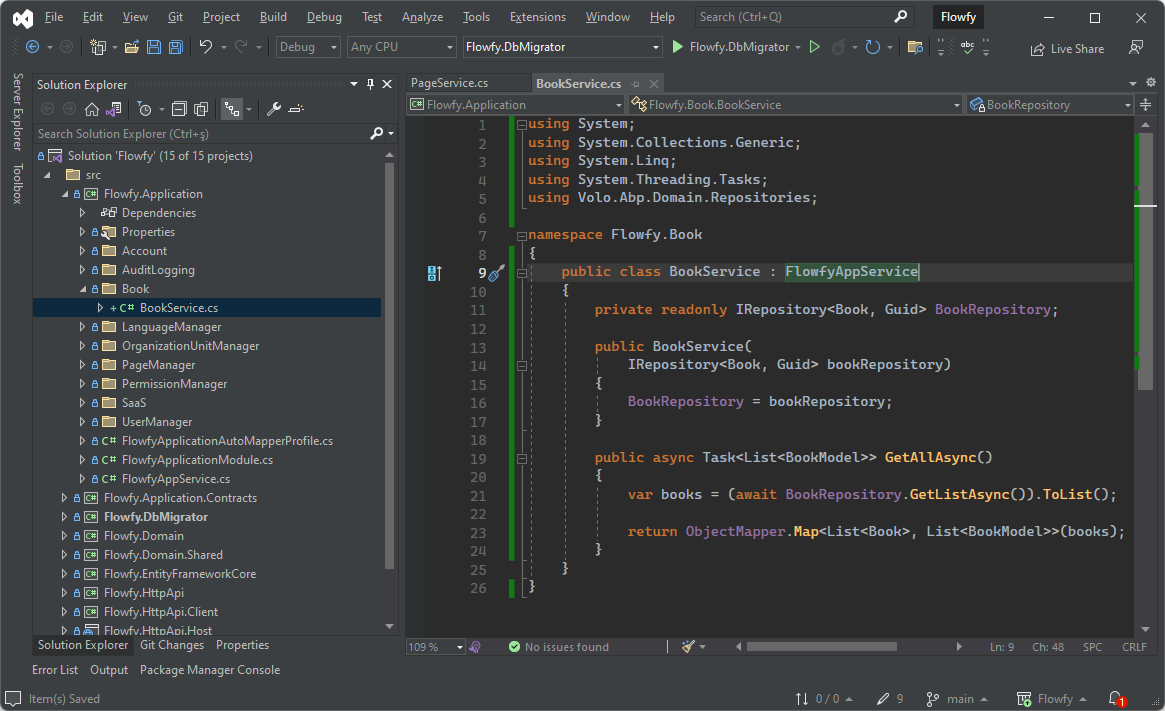 File Edit View Git Project Build Debug Test Analyze Tools Extensions Window Help Search (Ctrl+Q) Flowfy
Debug Any CPU Flowfy.DbMigrator Flowfy.DbMigrator abc Live Share
Server Explorer
Toolbox
Solution Explorer
Search Solution Explorer (Ctrl+ş)
Solution 'Flowfy' (15 of 15 projects)
src
C# Flowfy.Application
Dependencies
Properties
Account
AuditLogging
Book
+ C# BookService.cs
LanguageManager
OrganizationUnitManager
PageManager
PermissionManager
SaaS
UserManager
C# FlowfyApplicationAutoMapperProfile.cs
C# FlowfyApplicationModule.cs
C# FlowfyAppService.cs
C# Flowfy.Application.Contracts
C# Flowfy.DbMigrator
C# Flowfy.Domain
C# Flowfy.Domain.Shared
C# Flowfy.EntityFrameworkCore
C# Flowfy.HttpApi
C# Flowfy.HttpApi.Client
Flowfy.HttpApi.Host
Solution Explorer Git Changes Properties
PageService.cs BookService.cs
C# Flowfy.Application Flowfy.Book.BookService BookRepository
1 using System;
2 using System.Collections.Generic;
3 using System.Linq;
4 using System.Threading.Tasks;
5 using Volo.Abp.Domain.Repositories;
6
7 namespace Flowfy.Book
8 {
9 public class BookService : FlowfyAppService
10 {
11 private readonly IRepository<Book, Guid> BookRepository;
12
13 public BookService(
14 IRepository<Book, Guid> bookRepository)
15 {
16 BookRepository = bookRepository;
17 }
18
19 public async Task<List<BookModel>> GetAllAsync()
20 {
21 var books = (await BookRepository.GetListAsync()).ToList();
22
23 return ObjectMapper.Map<List<Book>, List<BookModel>>(books);
24 }
25 }
26 }
109 % No issues found Ln: 9 Ch: 48 SPC CRLF
Error List Output Package Manager Console
Item(s) Saved 0 / 0 9 main Flowfy 1